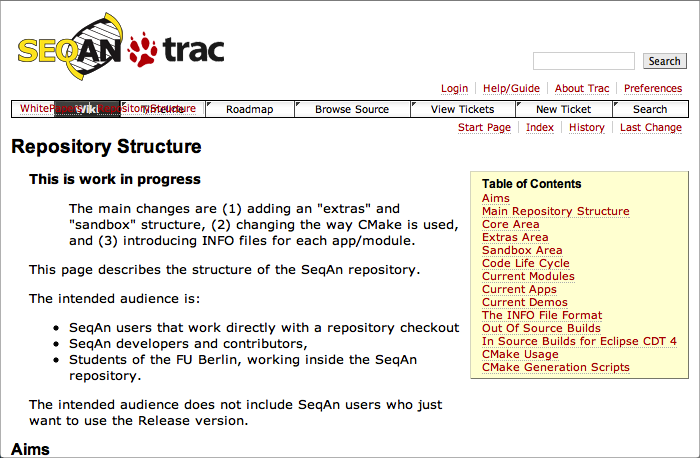 SEQAN trac
Search
Login Help/Guide About Trac Preferences
Wiki Timeline Roadmap Browse Source View Tickets New Ticket Search
Repository Structure
Start Page Index History Last Change
Repository Structure
This is work in progress
The main changes are (1) adding an "extras" and
"sandbox" structure, (2) changing the way CMake is used,
and (3) introducing INFO files for each app/module.
This page describes the structure of the SeqAn repository.
The intended audience is:
• SeqAn users that work directly with a repository checkout
• SeqAn developers and contributors,
• Students of the FU Berlin, working inside the SeqAn
repository.
The intended audience does not include SeqAn users who just
want to use the Release version.
Table of Contents
Aims
Main Repository Structure
Core Area
Extras Area
Sandbox Area
Code Life Cycle
Current Modules
Current Apps
Current Demos
The INFO File Format
Out Of Source Builds
In Source Builds for Eclipse CDT 4
CMake Usage
CMake Generation Scripts
Aims